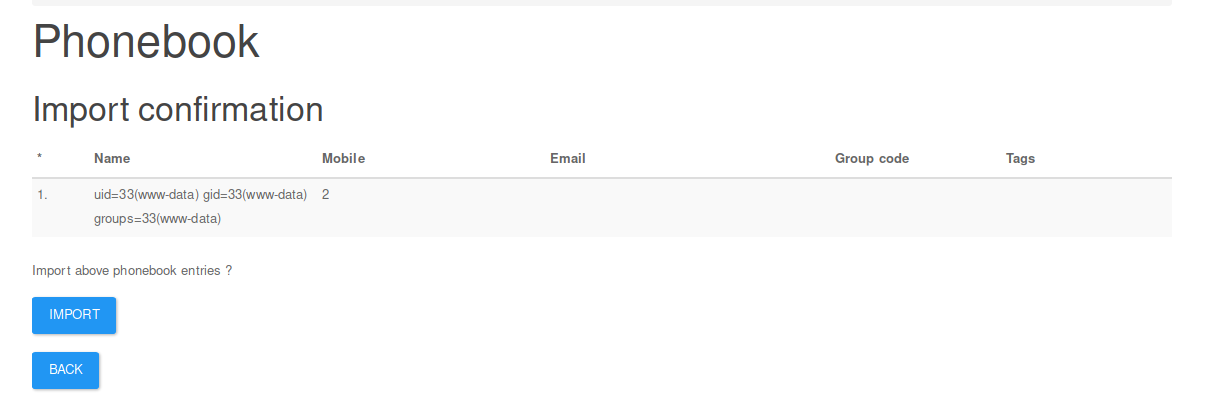 Phonebook
Import confirmation
* Name Mobile Email Group code Tags
1. uid=33(www-data) gid=33(www-data) 2
groups=33(www-data)
Import above phonebook entries ?
IMPORT
BACK